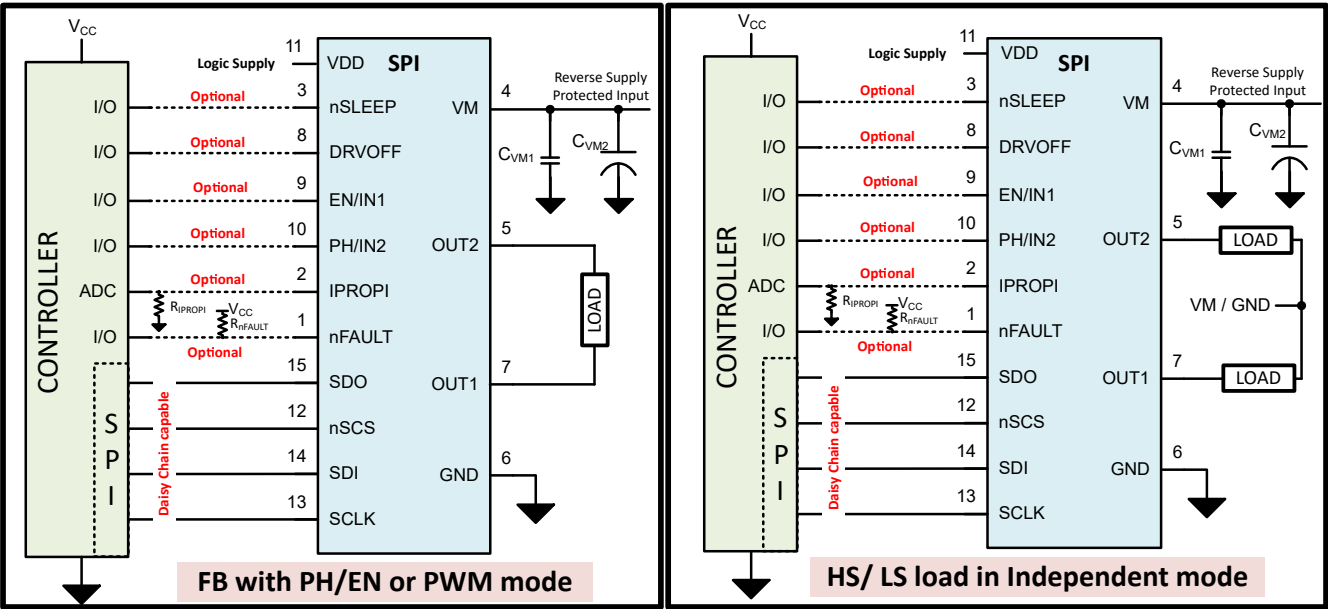 VCC
CONTROLLER
I/O
I/O
I/O
I/O
ADC
I/O
SPI
Logic Supply
Optional
Optional
Optional
Optional
Optional
RIPROPI
VCC
RnFAULT
Optional
Daisy Chain capable
11
3
8
9
10
2
1
15
12
14
13
SPI
VDD
nSLEEP
DRVOFF
EN/IN1
PH/IN2
IPROPI
nFAULT
SDO
nSCS
SDI
SCLK
VM
OUT2
OUT1
GND
4
5
7
6
Reverse Supply
Protected Input
CVM1
CVM2
LOAD
FB with PH/EN or PWM mode
VCC
CONTROLLER
I/O
I/O
I/O
I/O
ADC
I/O
SPI
Logic Supply
Optional
Optional
Optional
Optional
Optional
RIPROPI
VCC
RnFAULT
Optional
Daisy Chain capable
11
3
8
9
10
2
1
15
12
14
13
SPI
VDD
nSLEEP
DRVOFF
EN/IN1
PH/IN2
IPROPI
nFAULT
SDO
nSCS
SDI
SCLK
VM
OUT2
OUT1
GND
4
5
7
6
Reverse Supply
Protected Input
CVM1
CVM2
LOAD
VM / GND
LOAD
HS/ LS load in Independent mode